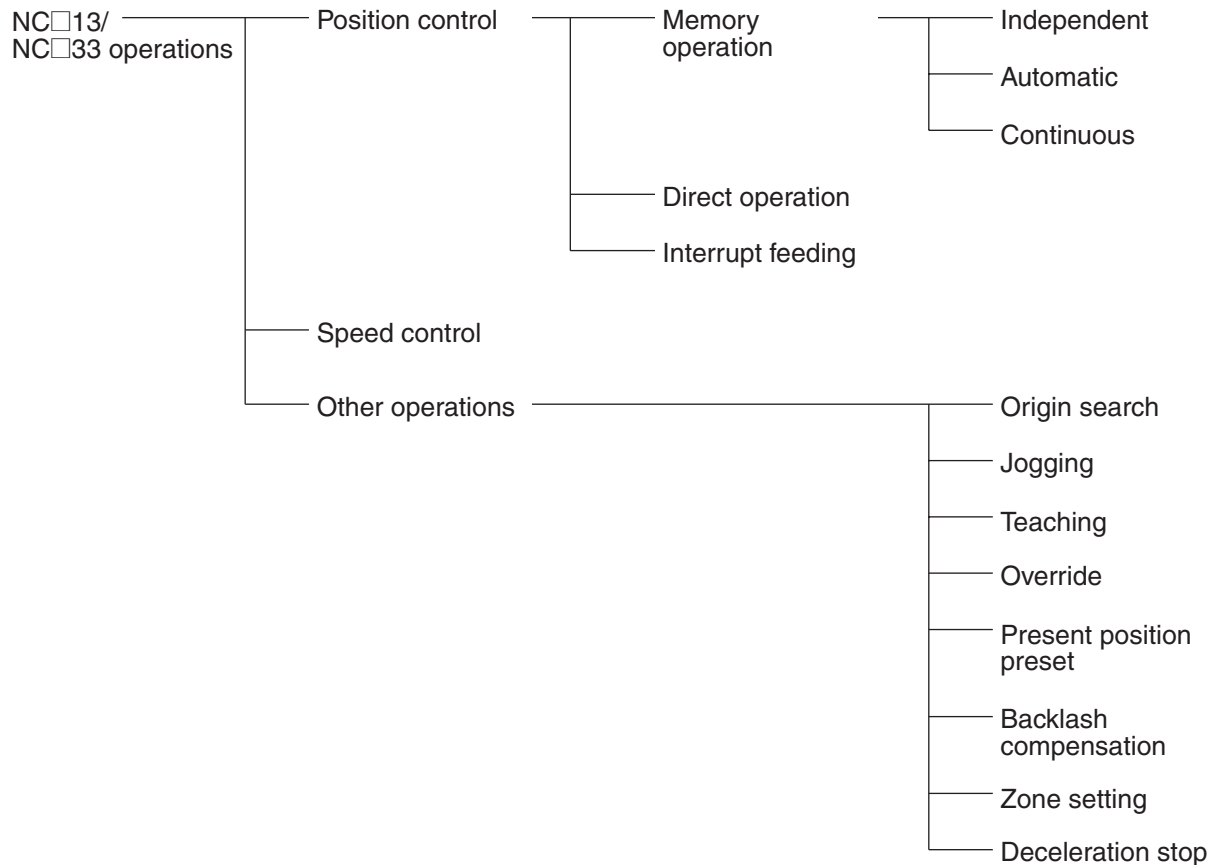 NC□13/
NC□33 operations
Position control
Memory
operation
Independent
Automatic
Continuous
Direct operation
Interrupt feeding
Speed control
Other operations
Origin search
Jogging
Teaching
Override
Present position
preset
Backlash
compensation
Zone setting
Deceleration stop